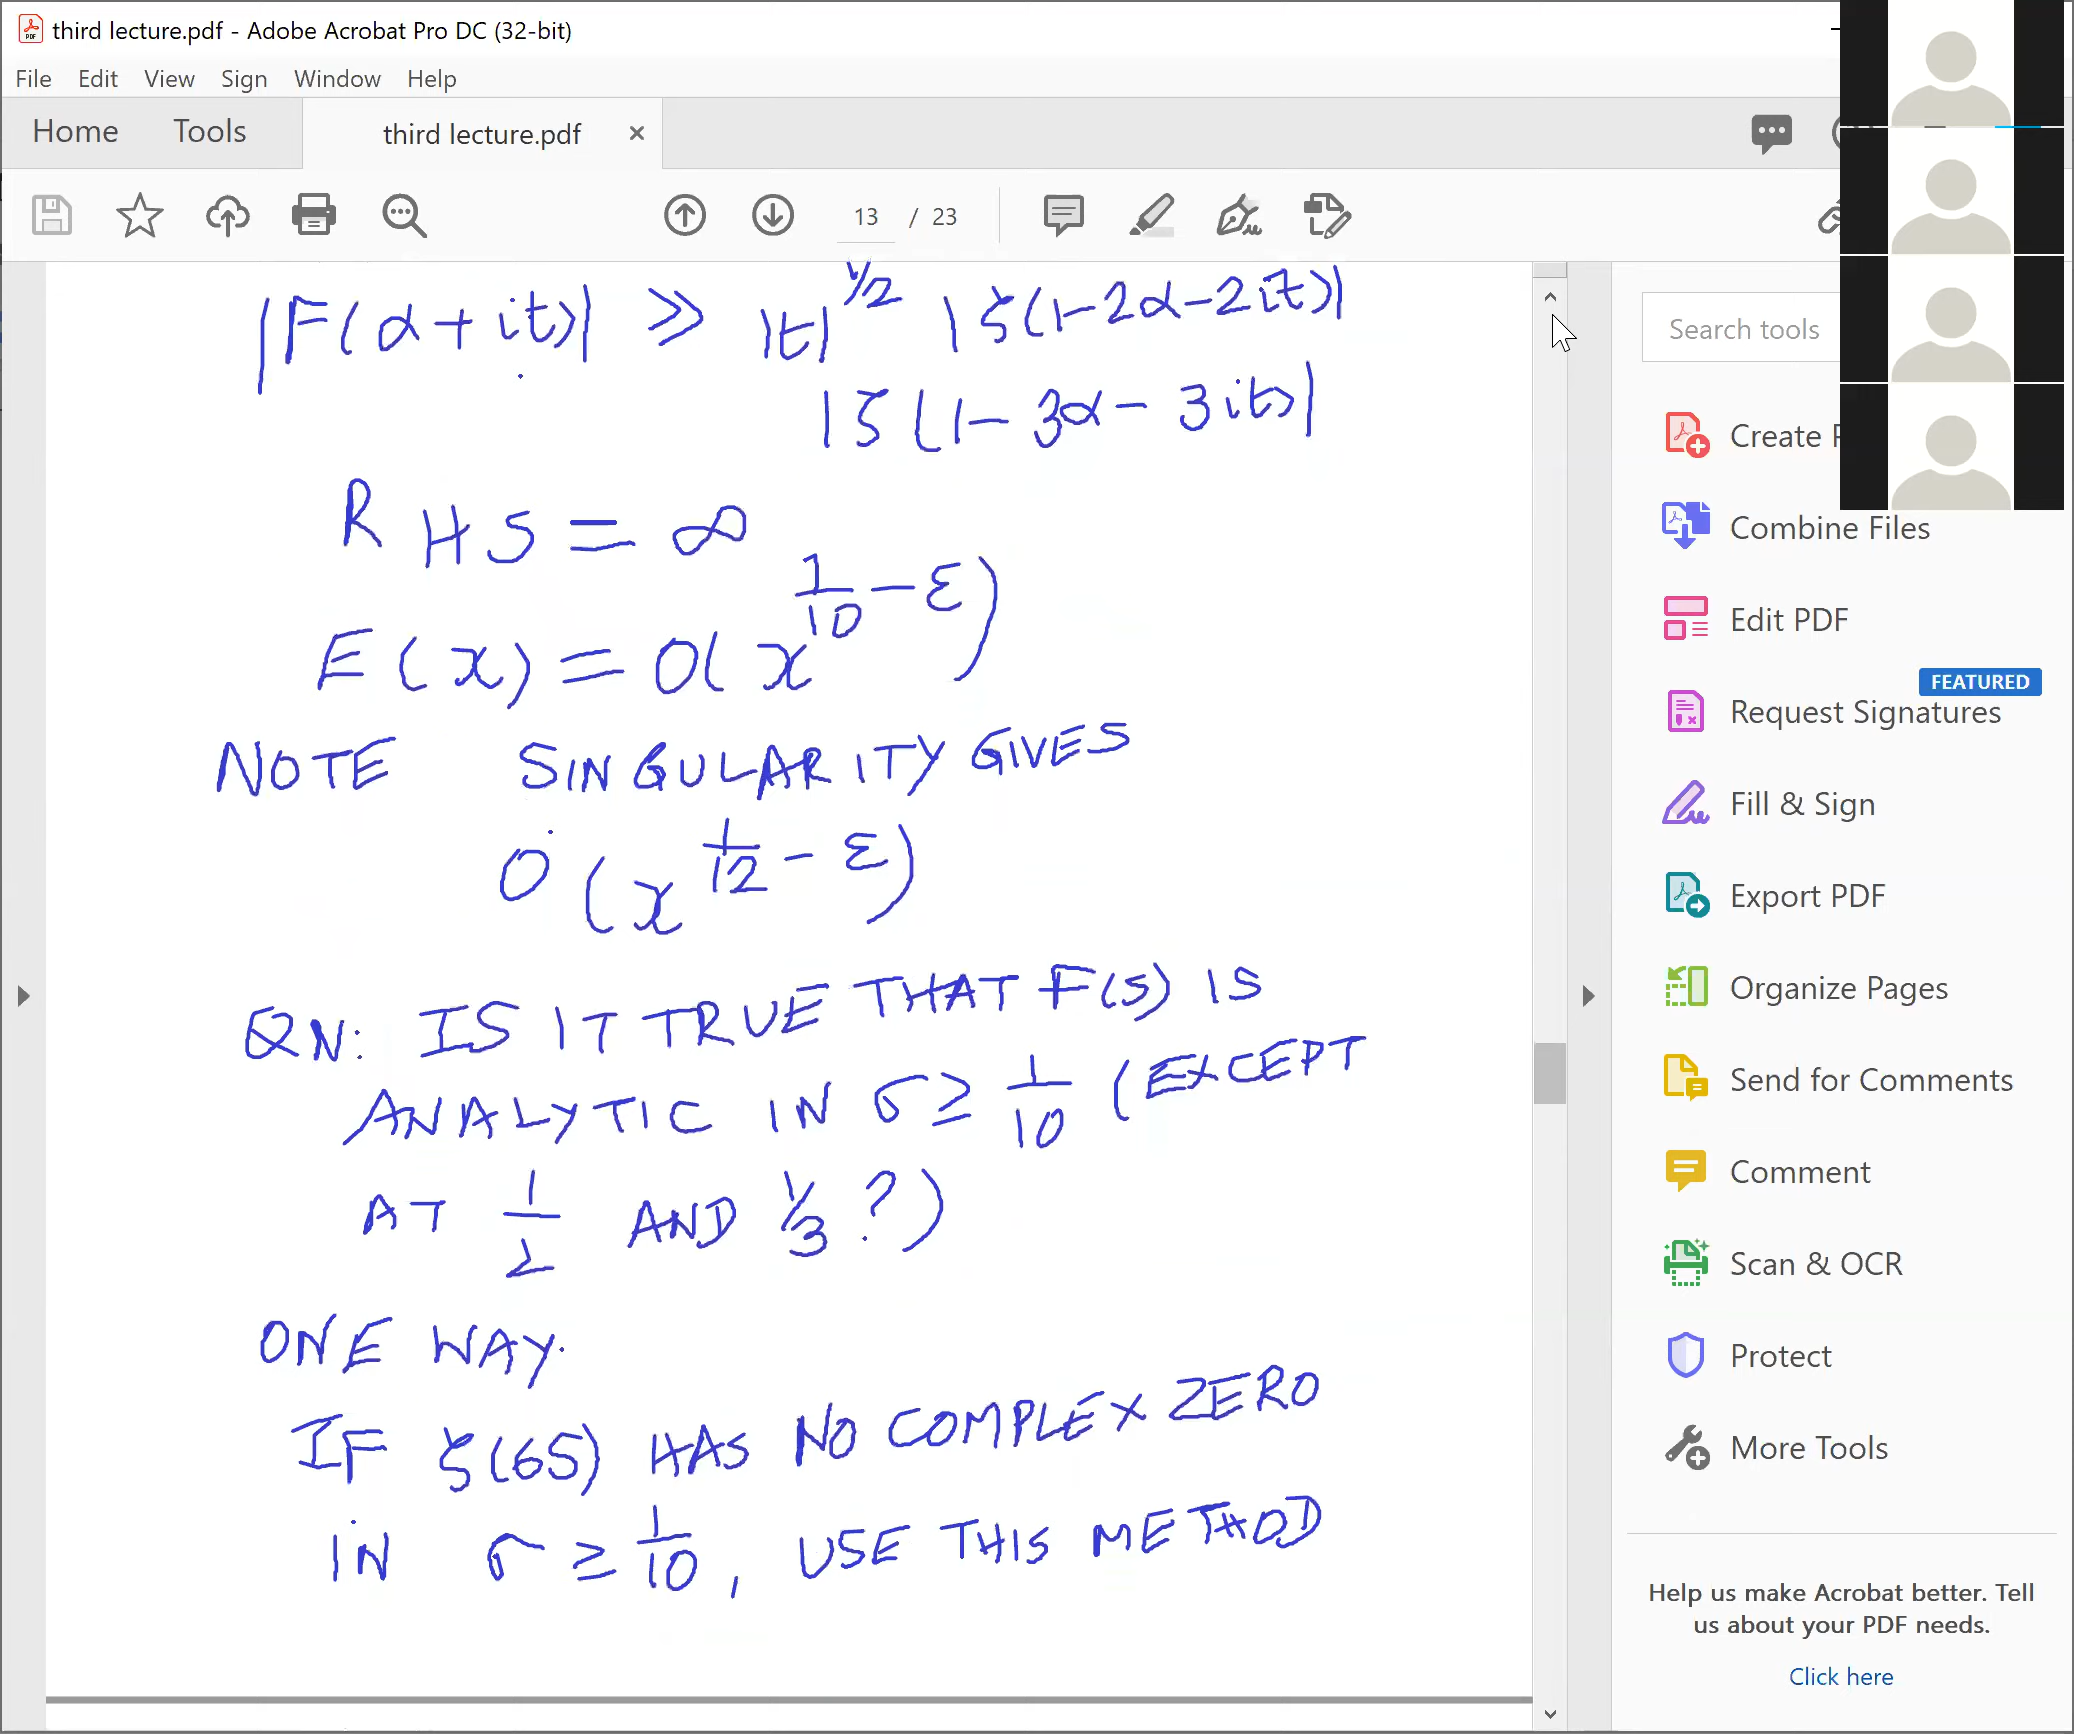 third lecture.pdf - Adobe Acrobat Pro DC (32-bit)
File Edit View Sign Window Help
Home Tools third lecture.pdf ×
13 / 23
|F(α+it)| ≫ |t|^{1/2} |ζ(1-2α-2it)|
|ζ(1-3α-3it)|
RHS = ∞
E(x) = O(x^{1/10 - ε})
NOTE SINGULARITY GIVES
O(x^{1/12 - ε})
QN: IS IT TRUE THAT F(S) IS
ANALYTIC IN σ ≥ 1/10 (EXCEPT
AT 1/2 AND 1/3 ?)
ONE WAY.
IF ζ(6S) HAS NO COMPLEX ZERO
IN σ ≥ 1/10, USE THIS METHOD
Search tools
Create
Combine Files
Edit PDF
FEATURED
Request Signatures
Fill & Sign
Export PDF
Organize Pages
Send for Comments
Comment
Scan & OCR
Protect
More Tools
Help us make Acrobat better. Tell
us about your PDF needs.
Click here